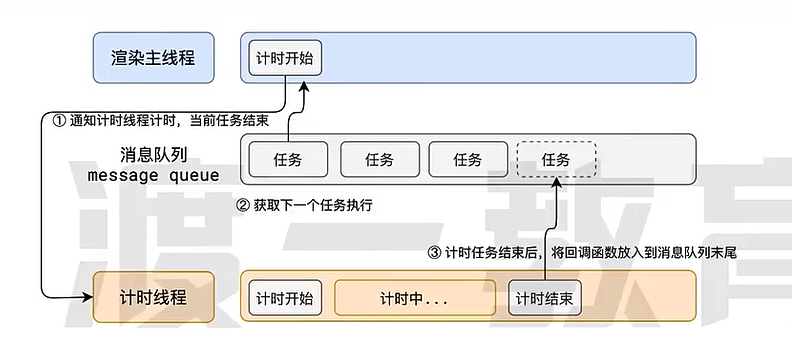 渲染主线程
计时开始
① 通知计时线程计时，当前任务结束
消息队列
message queue
任务
任务
任务
任务
② 获取下一个任务执行
③ 计时任务结束后，将回调函数放入到消息队列末尾
计时线程
计时开始
计时中...
计时结束
渡一教育